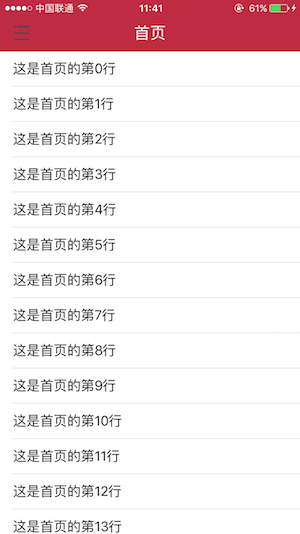 中国联通 11:41 61%
首页
这是首页的第0行
这是首页的第1行
这是首页的第2行
这是首页的第3行
这是首页的第4行
这是首页的第5行
这是首页的第6行
这是首页的第7行
这是首页的第8行
这是首页的第9行
这是首页的第10行
这是首页的第11行
这是首页的第12行
这是首页的第13行